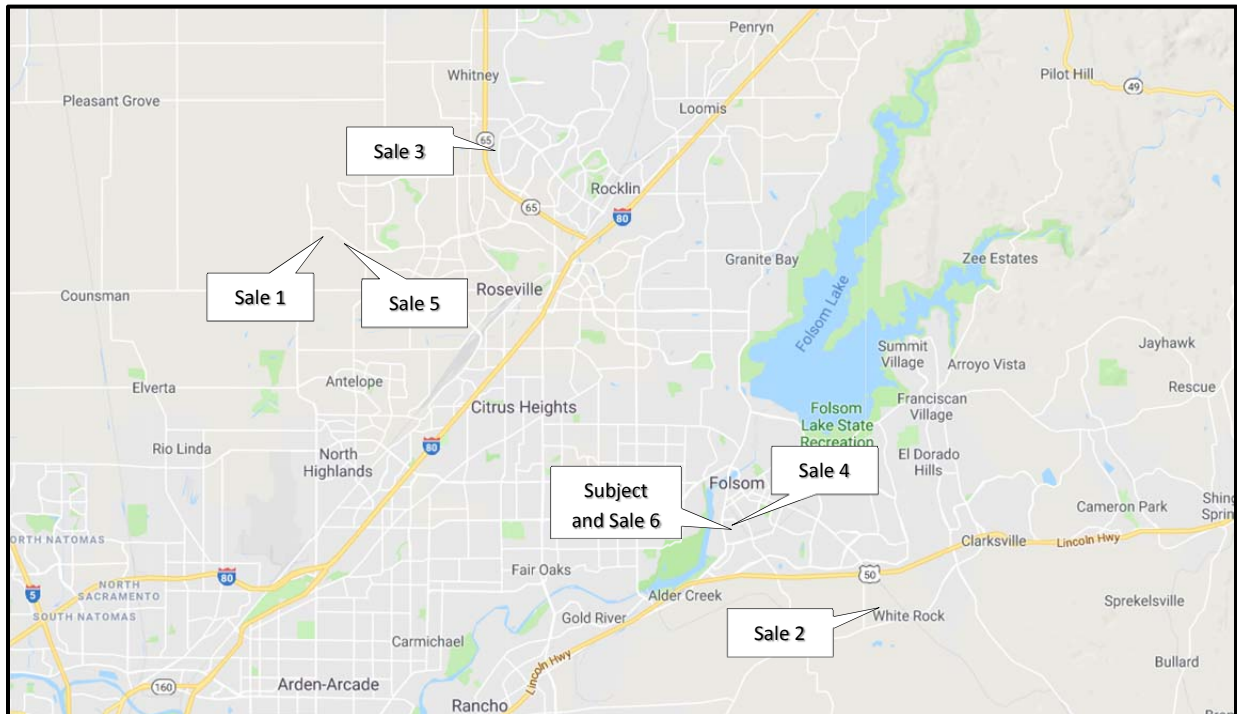 Penryn
Whitney
Pilot Hill
49
Pleasant Grove
Loomis
65
Sale 3
Rocklin
65
80
Granite Bay
Zee Estates
Sale 1
Sale 5
Roseville
Counsman
Folsom Lake
Summit
Village
Arroyo Vista
Jayhawk
Elverta
Antelope
Rescue
Citrus Heights
Franciscan
Village
Folsom
Lake State
Recreation
Rio Linda
80
North
Highlands
El Dorado
Hills
Sale 4
Folsom
Subject
and Sale 6
Cameron Park
Shing
Sprin
ORTH NATOMAS
Clarksville
Lincoln Hwy
80
5
NORTH
SACRAMENTO
SOUTH NATOMAS
Fair Oaks
50
Alder Creek
Gold River
White Rock
Sprekelsville
Sale 2
Carmichael
Lincoln Hwy
Bullard
160
Arden-Arcade
Rancho